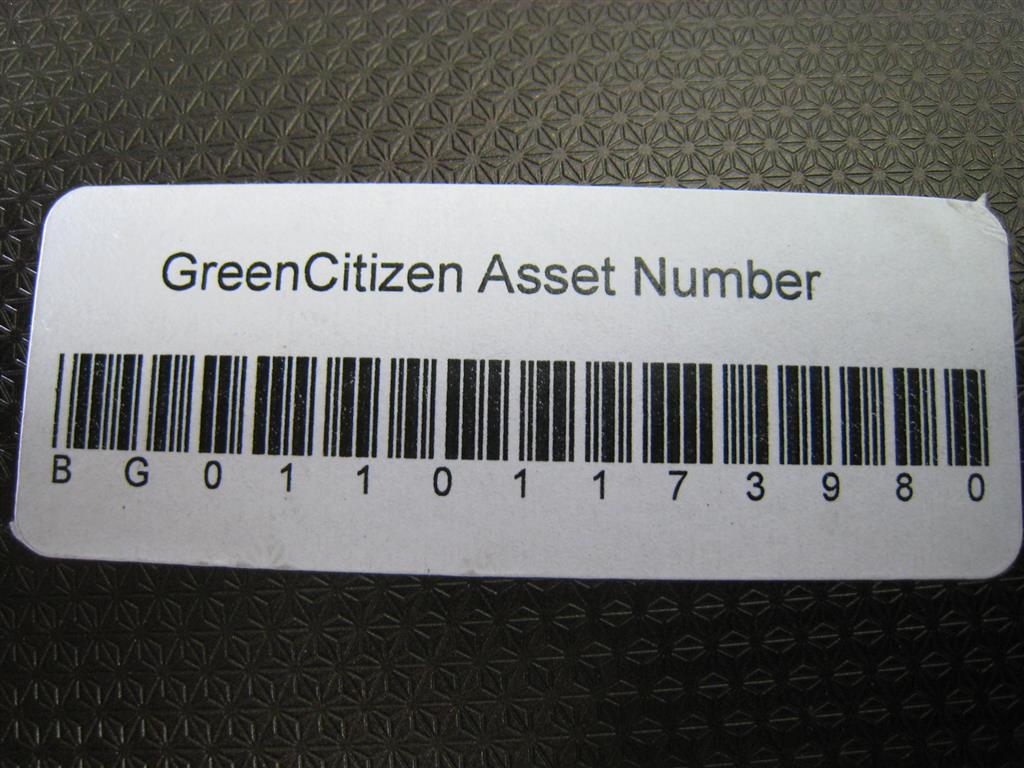 GreenCitizen Asset Number
B G 0 1 1 0 1 1 7 3 9 8 0